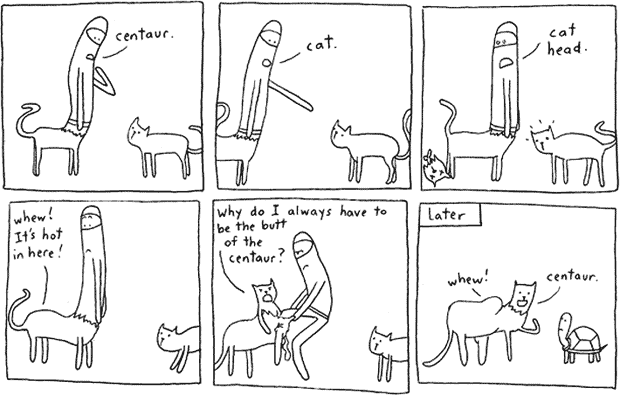 centaur.
cat.
cat
head.
whew!
It's hot
in here!
Why do I always have to
be the butt
of the
centaur?
Later
whew!
centaur.